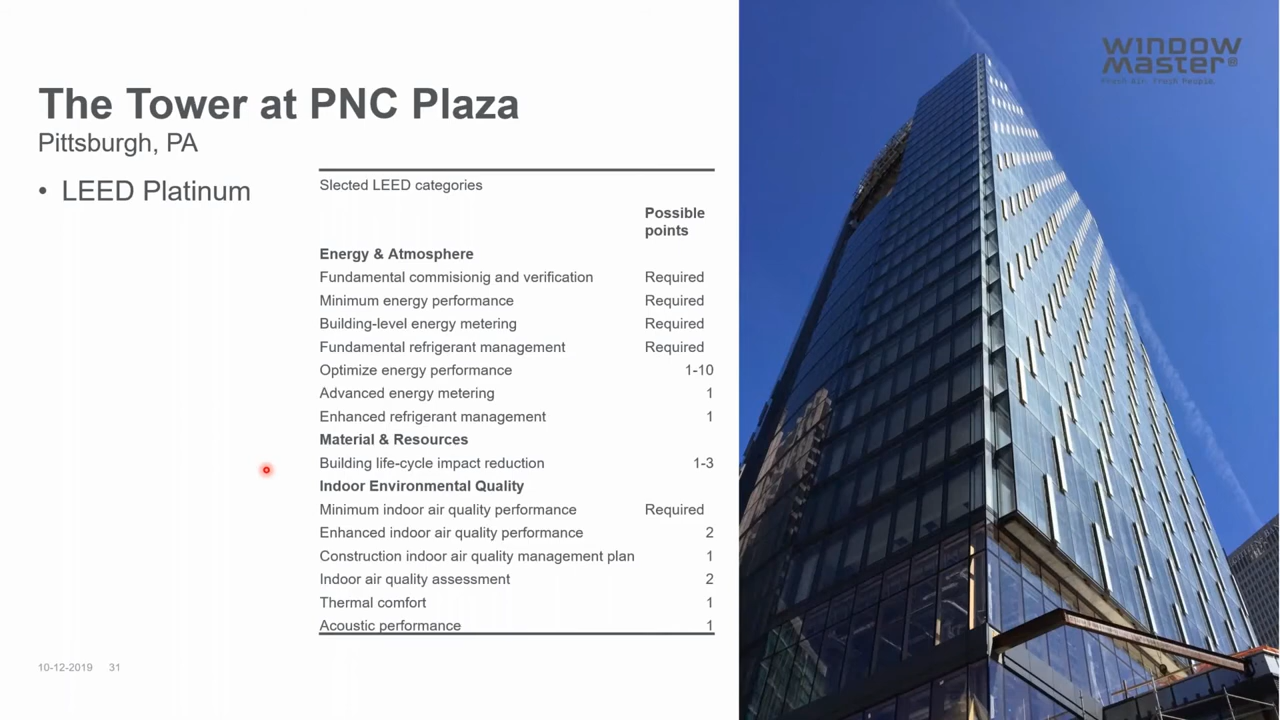 The Tower at PNC Plaza
Pittsburgh, PA
• LEED Platinum
Slected LEED categories
Possible
points
Energy & Atmosphere
Fundamental commisionig and verification Required
Minimum energy performance Required
Building-level energy metering Required
Fundamental refrigerant management Required
Optimize energy performance 1-10
Advanced energy metering 1
Enhanced refrigerant management 1
Material & Resources
Building life-cycle impact reduction 1-3
Indoor Environmental Quality
Minimum indoor air quality performance Required
Enhanced indoor air quality performance 2
Construction indoor air quality management plan 1
Indoor air quality assessment 2
Thermal comfort 1
Acoustic performance 1
10-12-2019 31
WINDOW
MASTER®
Fresh Air. Fresh People.